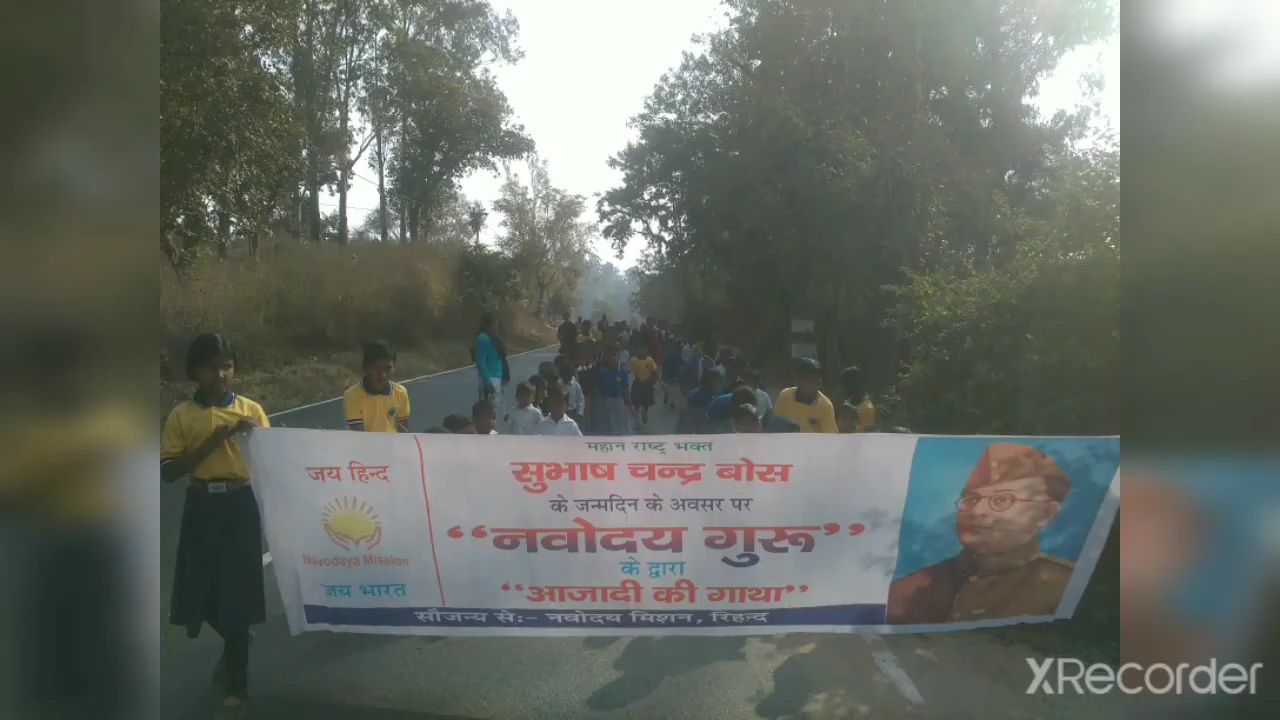 जय हिन्द
Navodaya Mission
जय भारत
महान राष्ट्र भक्त
सुभाष चन्द्र बोस
के जन्मदिन के अवसर पर
“नवोदय गुरू”
के द्वारा
“आजादी की गाथा”
सौजन्य से:- नवोदय मिशन, रिहन्द
XRecorder